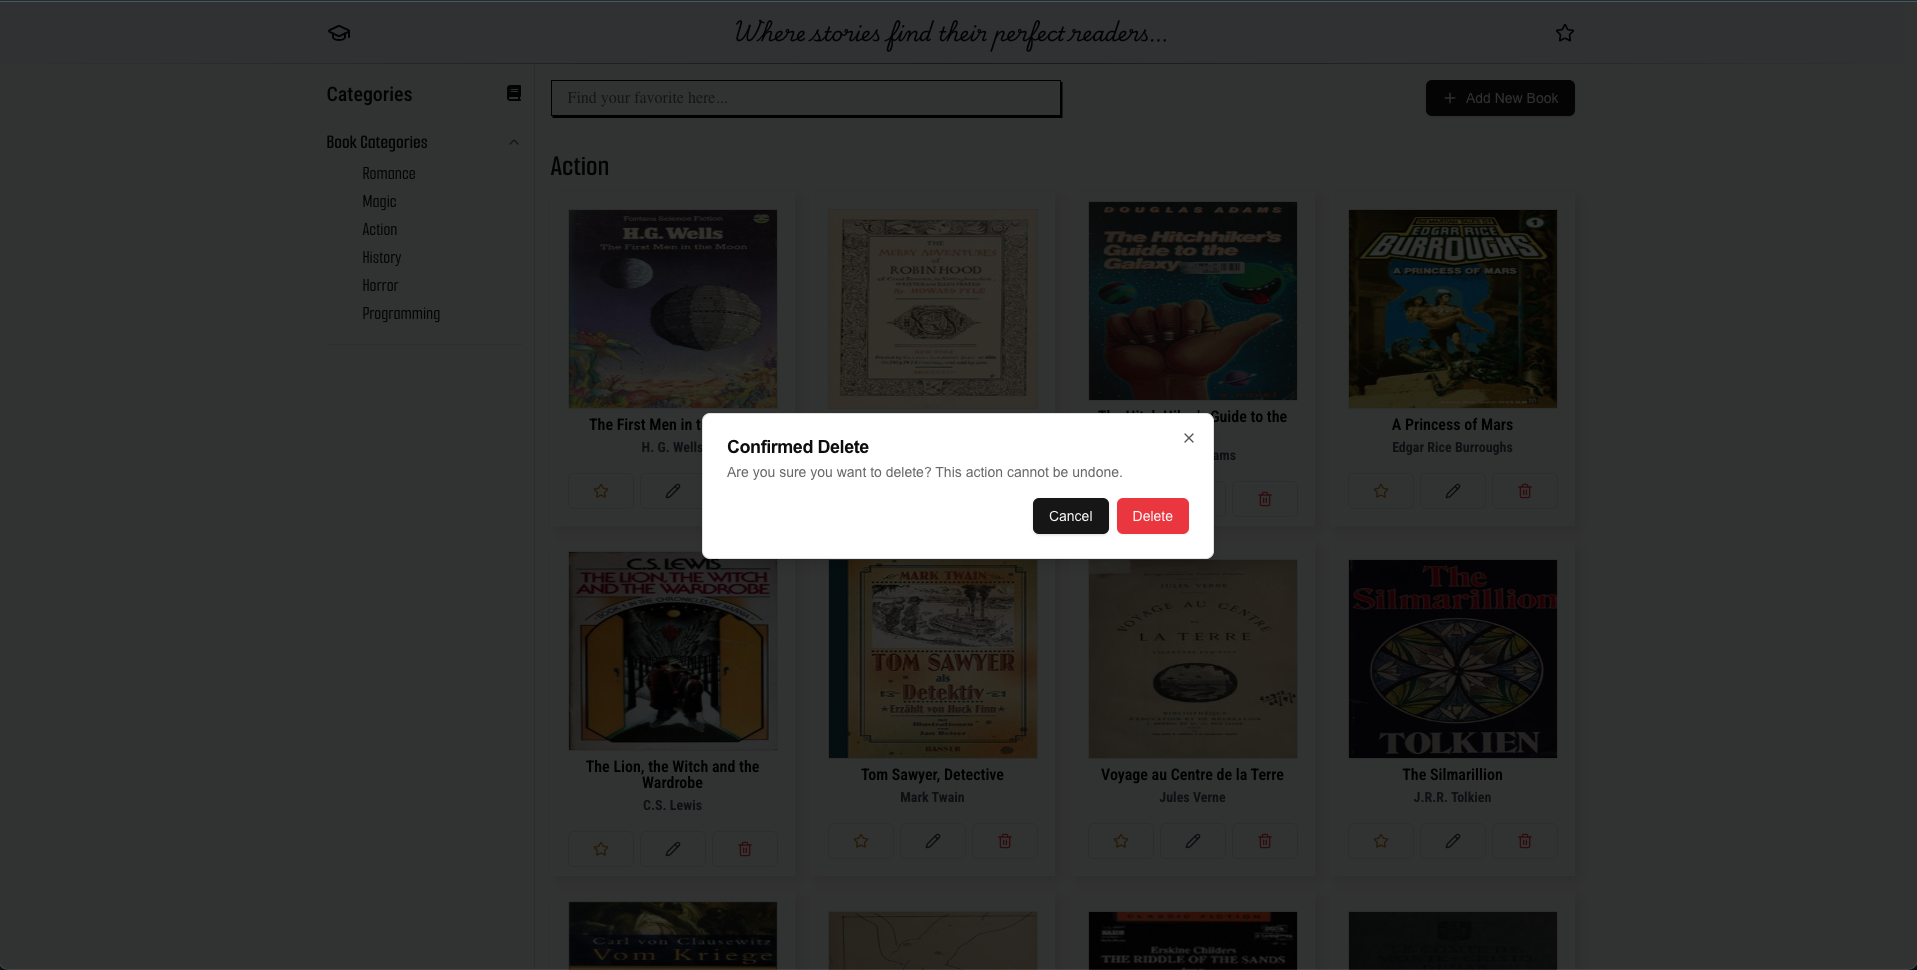 Where stories find their perfect readers...
Categories
Find your favorite here...
Add New Book
Book Categories
Romance
Magic
Action
History
Horror
Programming
Action
Fontana Science Fiction
H.G. Wells
The First Men in the Moon
THE
MERRY ADVENTURES
of
ROBIN HOOD
DOUGLAS ADAMS
The Hitchhiker's
Guide to the
Galaxy
EDGAR RICE
BURROUGHS
A PRINCESS OF MARS
1
The First Men in t
H. G. Wells
Guide to the
ams
A Princess of Mars
Edgar Rice Burroughs
Confirmed Delete
Are you sure you want to delete? This action cannot be undone.
Cancel
Delete
C.S. LEWIS
THE LION, THE WITCH
AND THE WARDROBE
MARK TWAIN
TOM SAWYER
als
Detektiv
Erzählt von Huck Finn
HANSER
JULES VERNE
VOYAGE AU CENTRE
DE
LA TERRE
The
Silmarillion
TOLKIEN
The Lion, the Witch and the
Wardrobe
C.S. Lewis
Tom Sawyer, Detective
Mark Twain
Voyage au Centre de la Terre
Jules Verne
The Silmarillion
J.R.R. Tolkien
Carl von Clausewitz
Vom Kriege
CLASSIC FICTION
Erskine Childers
THE RIDDLE OF THE SANDS